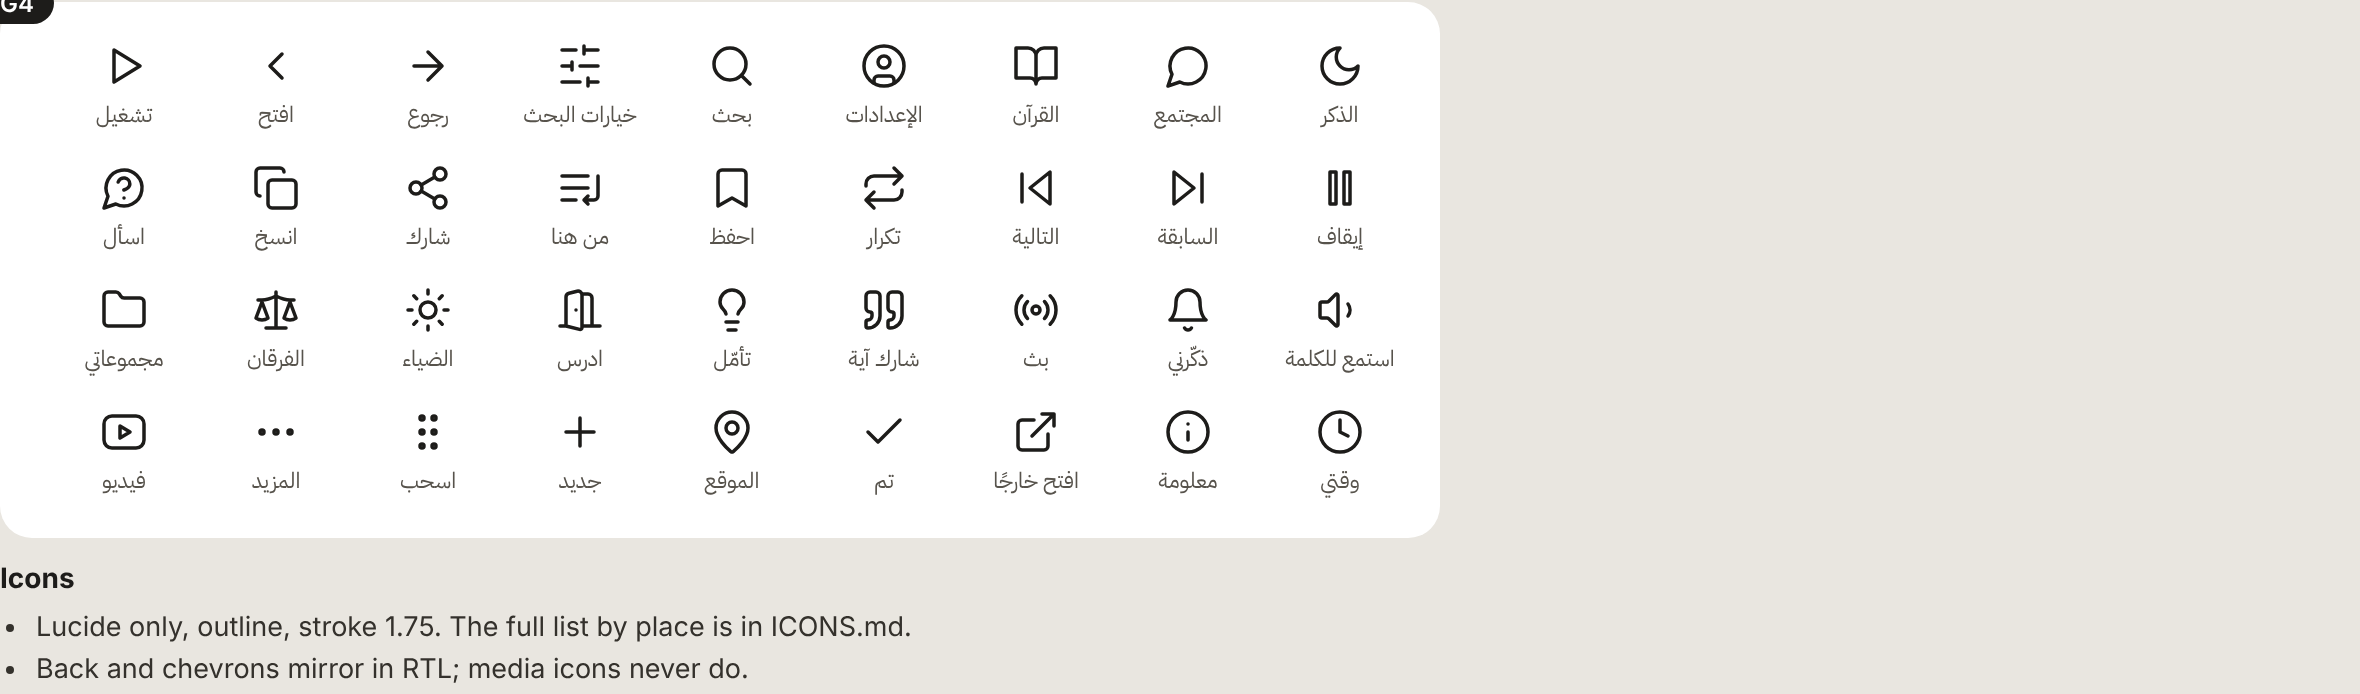 G4
الذكر
المجتمع
القرآن
الإعدادات
بحث
خيارات البحث
رجوع
افتح
تشغيل
إيقاف
السابقة
التالية
تكرار
احفظ
من هنا
شارك
انسخ
اسأل
استمع للكلمة
ذكّرني
بث
شارك آية
تأمّل
ادرس
الضياء
الفرقان
مجموعاتي
وقتي
معلومة
افتح خارجًا
تم
الموقع
جديد
اسحب
المزيد
فيديو
Icons
• Lucide only, outline, stroke 1.75. The full list by place is in ICONS.md.
• Back and chevrons mirror in RTL; media icons never do.